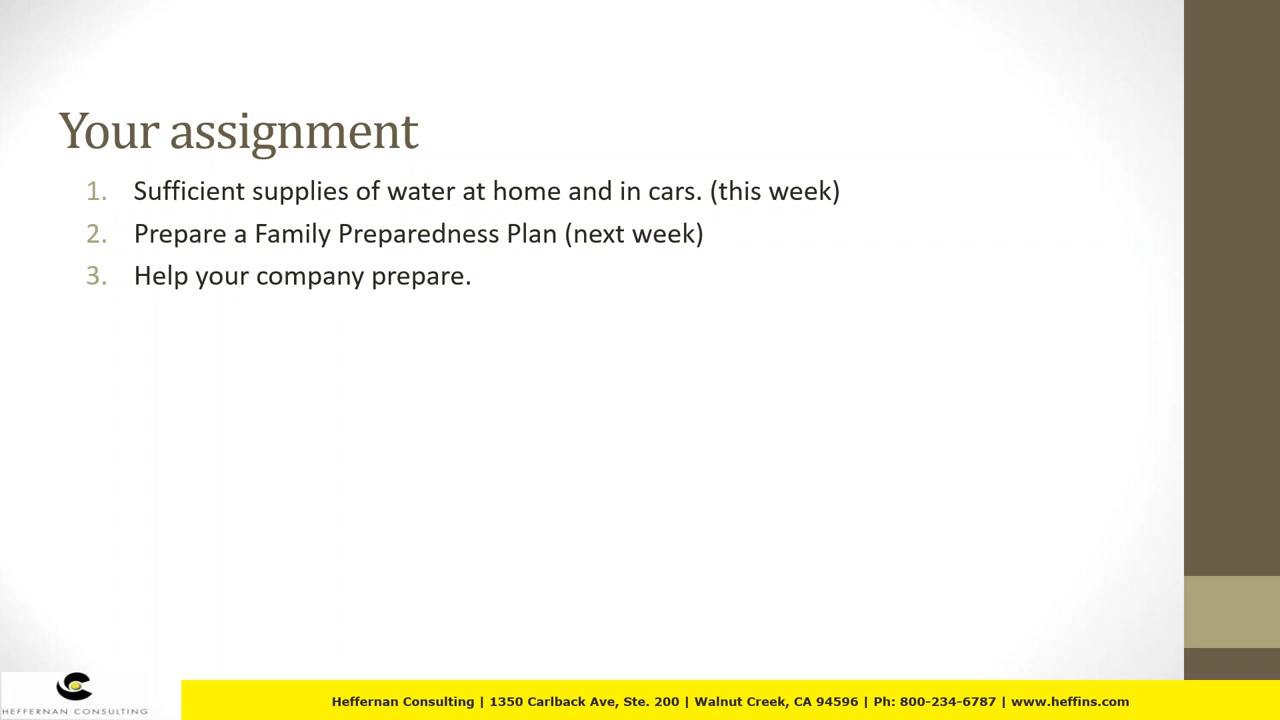 Your assignment
1. Sufficient supplies of water at home and in cars. (this week)
2. Prepare a Family Preparedness Plan (next week)
3. Help your company prepare.
HEFFERNAN CONSULTING
Heffernan Consulting | 1350 Carlback Ave, Ste. 200 | Walnut Creek, CA 94596 | Ph: 800-234-6787 | www.heffins.com